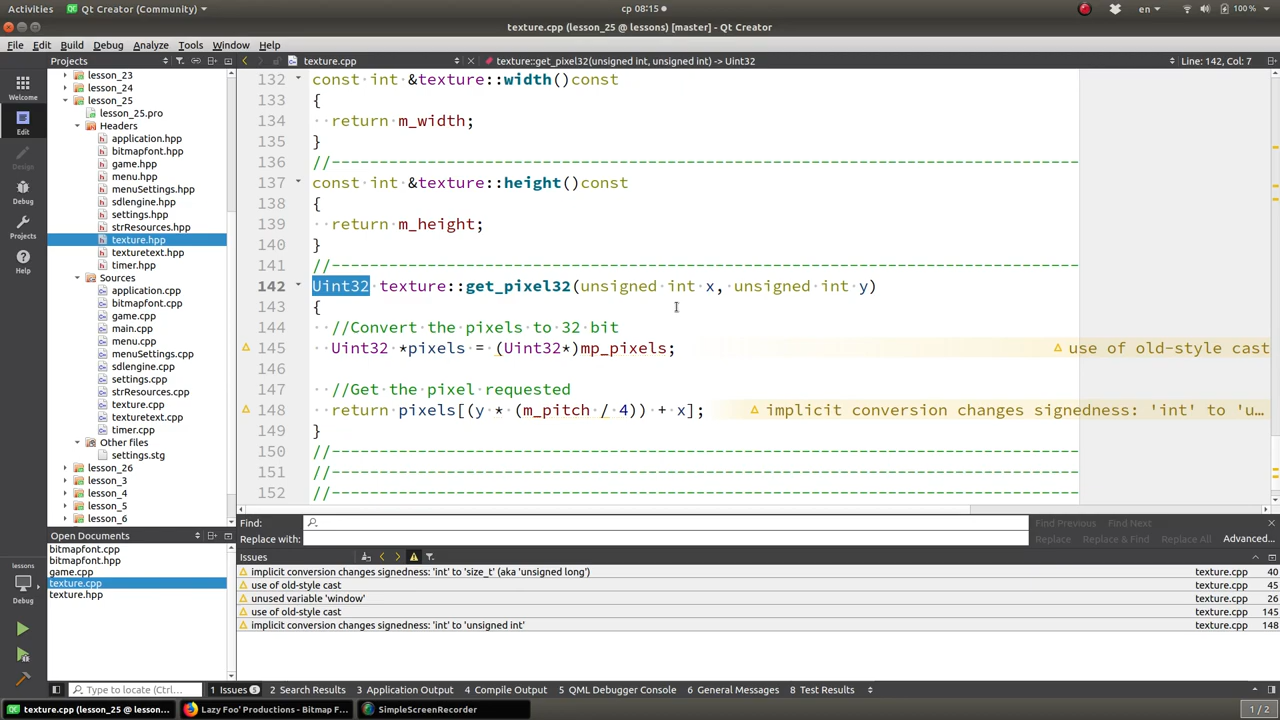 Activities
Qt Creator (Community)
ср 08:15
en
100 %
texture.cpp (lesson_25 @ lessons) [master] - Qt Creator
File Edit Build Debug Analyze Tools Window Help
Projects
texture.cpp
texture::get_pixel32(unsigned int, unsigned int) -> Uint32
Line: 142, Col: 7
Welcome
Edit
Design
Debug
Projects
Help
lessons
Debug
lesson_23
lesson_24
lesson_25
lesson_25.pro
Headers
application.hpp
bitmapfont.hpp
game.hpp
menu.hpp
menuSettings.hpp
sdlengine.hpp
settings.hpp
strResources.hpp
texture.hpp
texturetext.hpp
timer.hpp
Sources
application.cpp
bitmapfont.cpp
game.cpp
main.cpp
menu.cpp
menuSettings.cpp
sdlengine.cpp
settings.cpp
strResources.cpp
texture.cpp
texturetext.cpp
timer.cpp
Other files
settings.stg
lesson_26
lesson_3
lesson_4
lesson_5
lesson_6
132 const int &texture::width()const
133 {
134 return m_width;
135 }
136 //--------------------------------------------------------------------------------
137 const int &texture::height()const
138 {
139 return m_height;
140 }
141 //--------------------------------------------------------------------------------
142 Uint32 texture::get_pixel32(unsigned int x, unsigned int y)
143 {
144 //Convert the pixels to 32 bit
145 Uint32 *pixels = (Uint32*)mp_pixels; use of old-style cast
146
147 //Get the pixel requested
148 return pixels[(y * (m_pitch / 4)) + x]; implicit conversion changes signedness: 'int' to 'u...
149 }
150 //--------------------------------------------------------------------------------
151 //--------------------------------------------------------------------------------
152 //--------------------------------------------------------------------------------
Find:
Find Previous Find Next
Replace with:
Replace Replace & Find Replace All Advanced...
Open Documents
bitmapfont.cpp
bitmapfont.hpp
game.cpp
texture.cpp
texture.hpp
Issues
implicit conversion changes signedness: 'int' to 'size_t' (aka 'unsigned long') texture.cpp 40
use of old-style cast texture.cpp 45
unused variable 'window' texture.cpp 26
use of old-style cast texture.cpp 145
implicit conversion changes signedness: 'int' to 'unsigned int' texture.cpp 148
Type to locate (Ctrl+...
1 Issues 5 2 Search Results 3 Application Output 4 Compile Output 5 QML Debugger Console 6 General Messages 8 Test Results
texture.cpp (lesson_25 @ lesson...
Lazy Foo' Productions - Bitmap F...
SimpleScreenRecorder
1 / 2